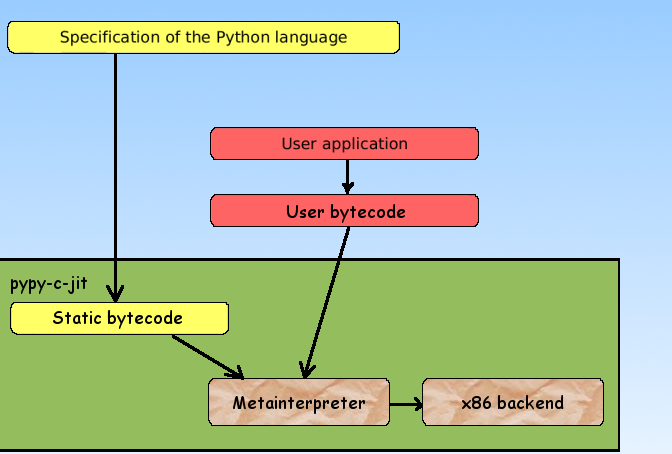 Specification of the Python language
User application
User bytecode
pypy-c-jit
Static bytecode
Metainterpreter
x86 backend